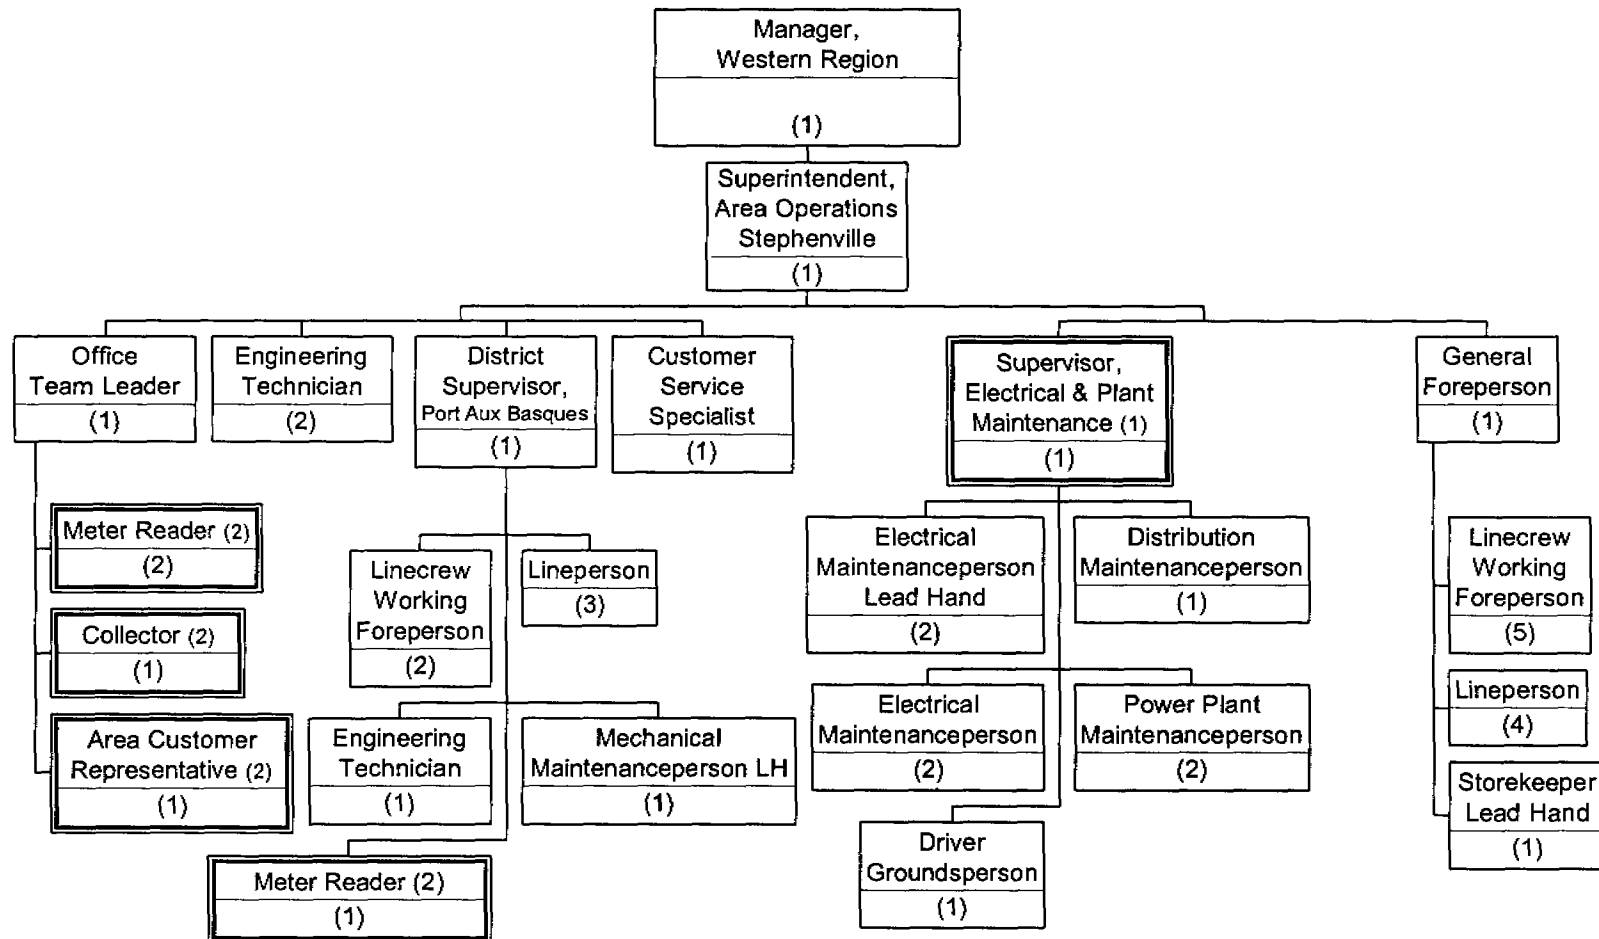 Manager,
Western Region
(1)
Superintendent,
Area Operations
Stephenville
(1)
Office
Team Leader
(1)
Engineering
Technician
(2)
District
Supervisor,
Port Aux Basques
(1)
Customer
Service
Specialist
(1)
Supervisor,
Electrical & Plant
Maintenance (1)
(1)
General
Foreperson
(1)
Meter Reader (2)
(2)
Collector (2)
(1)
Area Customer
Representative (2)
(1)
Linecrew
Working
Foreperson
(2)
Lineperson
(3)
Engineering
Technician
(1)
Mechanical
Maintenanceperson LH
(1)
Meter Reader (2)
(1)
Electrical
Maintenanceperson
Lead Hand
(2)
Distribution
Maintenanceperson
(1)
Electrical
Maintenanceperson
(2)
Power Plant
Maintenanceperson
(2)
Driver
Groundsperson
(1)
Linecrew
Working
Foreperson
(5)
Lineperson
(4)
Storekeeper
Lead Hand
(1)